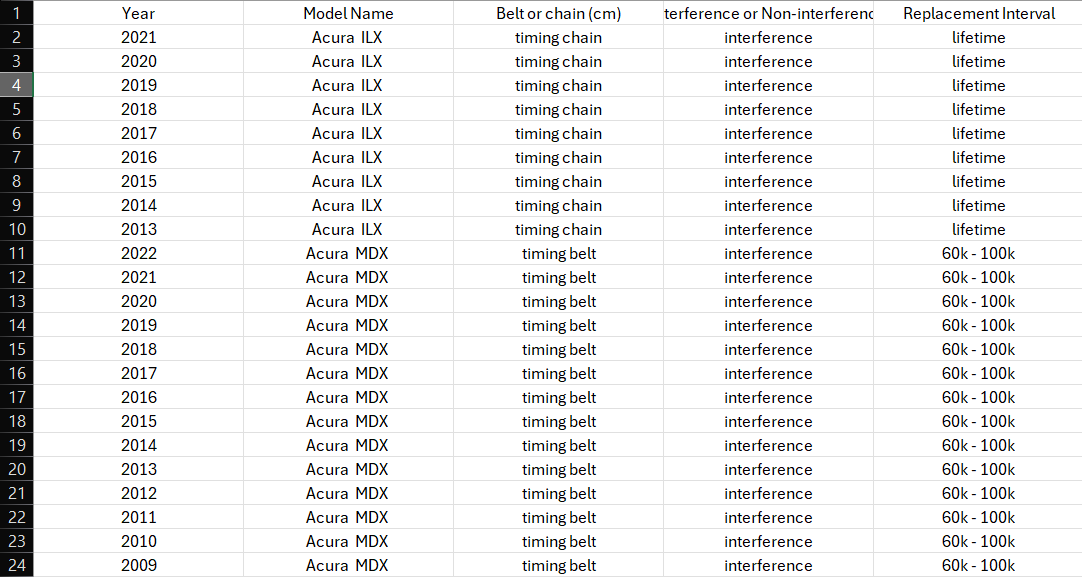 1 Year Model Name Belt or chain (cm) terference or Non-interferenc Replacement Interval
2 2021 Acura ILX timing chain interference lifetime
3 2020 Acura ILX timing chain interference lifetime
4 2019 Acura ILX timing chain interference lifetime
5 2018 Acura ILX timing chain interference lifetime
6 2017 Acura ILX timing chain interference lifetime
7 2016 Acura ILX timing chain interference lifetime
8 2015 Acura ILX timing chain interference lifetime
9 2014 Acura ILX timing chain interference lifetime
10 2013 Acura ILX timing chain interference lifetime
11 2022 Acura MDX timing belt interference 60k - 100k
12 2021 Acura MDX timing belt interference 60k - 100k
13 2020 Acura MDX timing belt interference 60k - 100k
14 2019 Acura MDX timing belt interference 60k - 100k
15 2018 Acura MDX timing belt interference 60k - 100k
16 2017 Acura MDX timing belt interference 60k - 100k
17 2016 Acura MDX timing belt interference 60k - 100k
18 2015 Acura MDX timing belt interference 60k - 100k
19 2014 Acura MDX timing belt interference 60k - 100k
20 2013 Acura MDX timing belt interference 60k - 100k
21 2012 Acura MDX timing belt interference 60k - 100k
22 2011 Acura MDX timing belt interference 60k - 100k
23 2010 Acura MDX timing belt interference 60k - 100k
24 2009 Acura MDX timing belt interference 60k - 100k